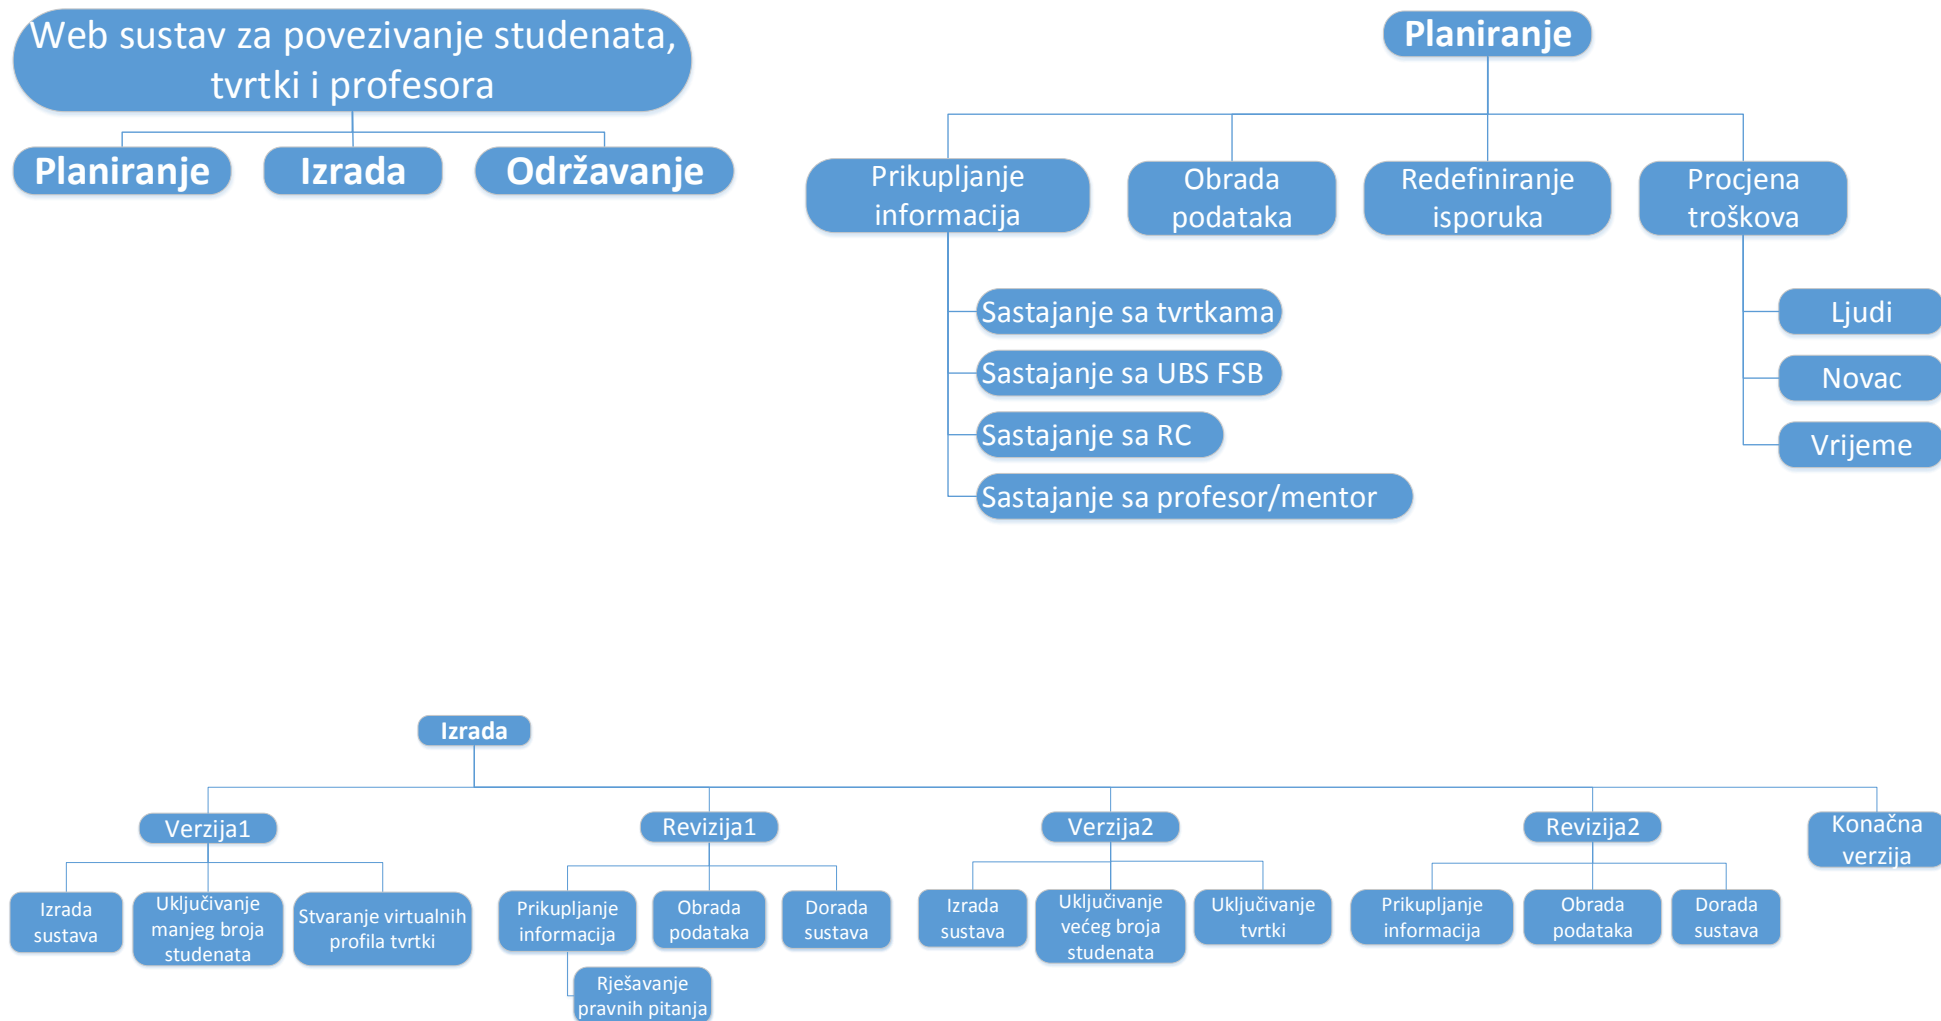 Web sustav za povezivanje studenata,
tvrtki i profesora
Planiranje
Izrada
Održavanje
Planiranje
Prikupljanje
informacija
Obrada
podataka
Redefiniranje
isporuka
Procjena
troškova
Sastajanje sa tvrtkama
Sastajanje sa UBS FSB
Sastajanje sa RC
Sastajanje sa profesor/mentor
Ljudi
Novac
Vrijeme
Izrada
Verzija1
Revizija1
Verzija2
Revizija2
Konačna
verzija
Izrada
sustava
Uključivanje
manjeg broja
studenata
Stvaranje virtualnih
profila tvrtki
Prikupljanje
informacija
Obrada
podataka
Dorada
sustava
Rješavanje
pravnih pitanja
Izrada
sustava
Uključivanje
većeg broja
studenata
Uključivanje
tvrtki
Prikupljanje
informacija
Obrada
podataka
Dorada
sustava